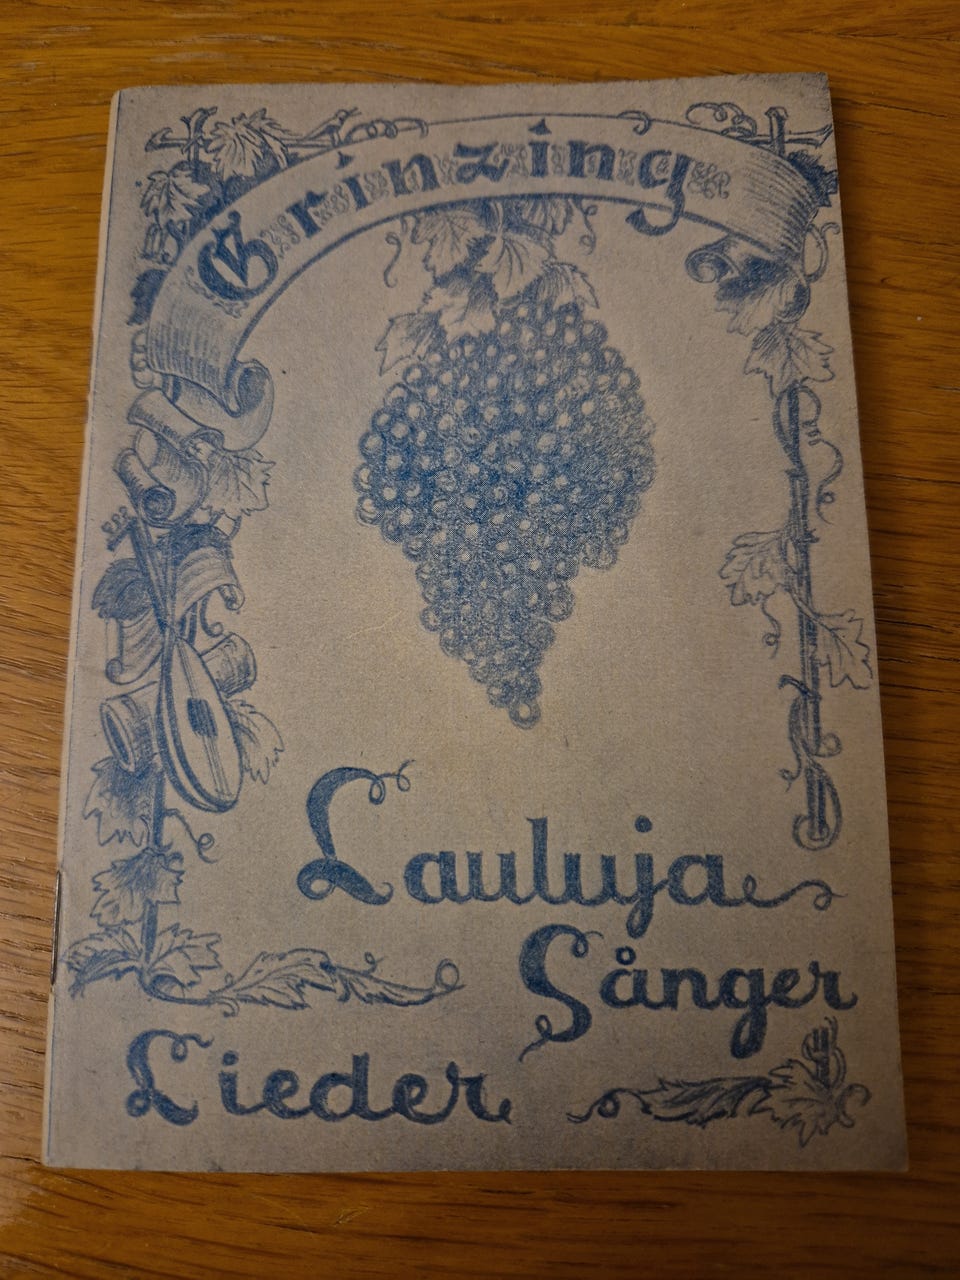 Grinzing
Lauluja
Sånger
Lieder